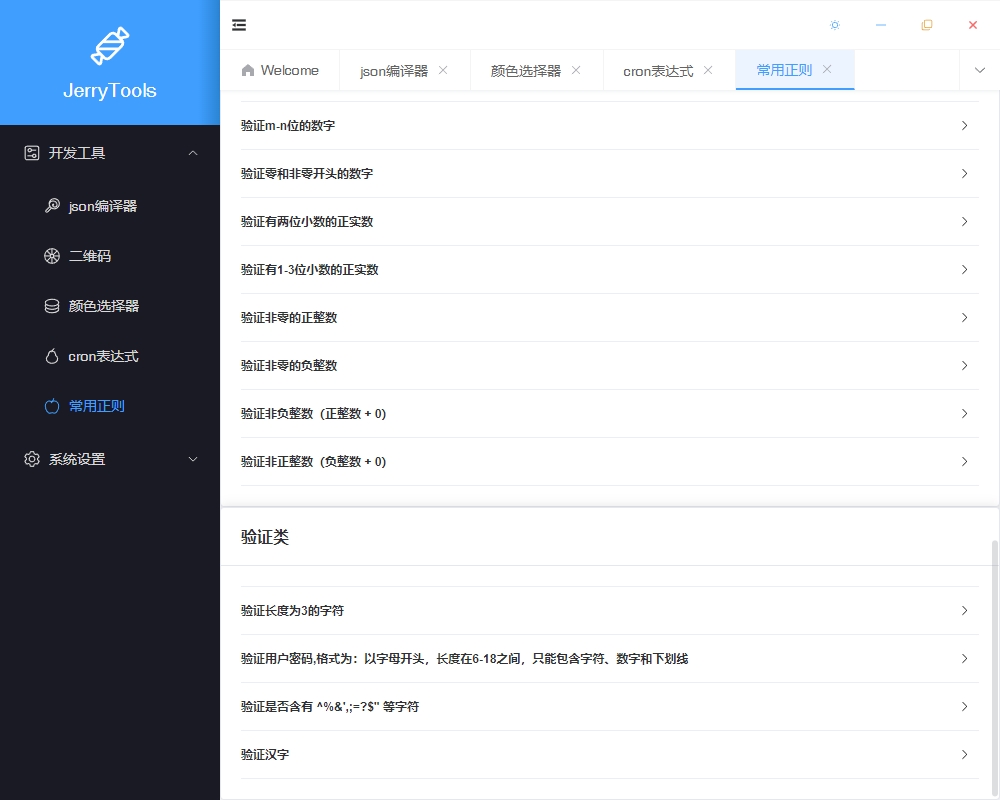 JerryTools
开发工具
json编译器
二维码
颜色选择器
cron表达式
常用正则
系统设置
Welcome
json编译器
颜色选择器
cron表达式
常用正则
验证m-n位的数字
验证零和非零开头的数字
验证有两位小数的正实数
验证有1-3位小数的正实数
验证非零的正整数
验证非零的负整数
验证非负整数（正整数 + 0）
验证非正整数（负整数 + 0）
验证类
验证长度为3的字符
验证用户密码,格式为：以字母开头，长度在6-18之间，只能包含字符、数字和下划线
验证是否含有 ^%&',;=?$" 等字符
验证汉字